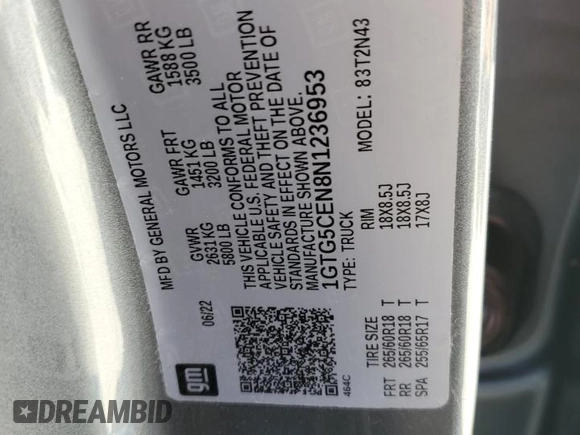 MFD BY GENERAL MOTORS LLC
06/22
GVWR
2631 KG
5800 LB
GAWR FRT
1451 KG
3200 LB
GAWR RR
1588 KG
3500 LB
THIS VEHICLE CONFORMS TO ALL
APPLICABLE U.S. FEDERAL MOTOR
VEHICLE SAFETY AND THEFT PREVENTION
STANDARDS IN EFFECT ON THE DATE OF
MANUFACTURE SHOWN ABOVE.
1GTG5CEN8N1236953
TYPE: TRUCK
MODEL: 83T2N43
gm
464C
TIRE SIZE RIM
FRT 265/60R18 T 18X8.5J
RR 265/60R18 T 18X8.5J
SPA 255/65R17 T 17X8J
DREAMBID